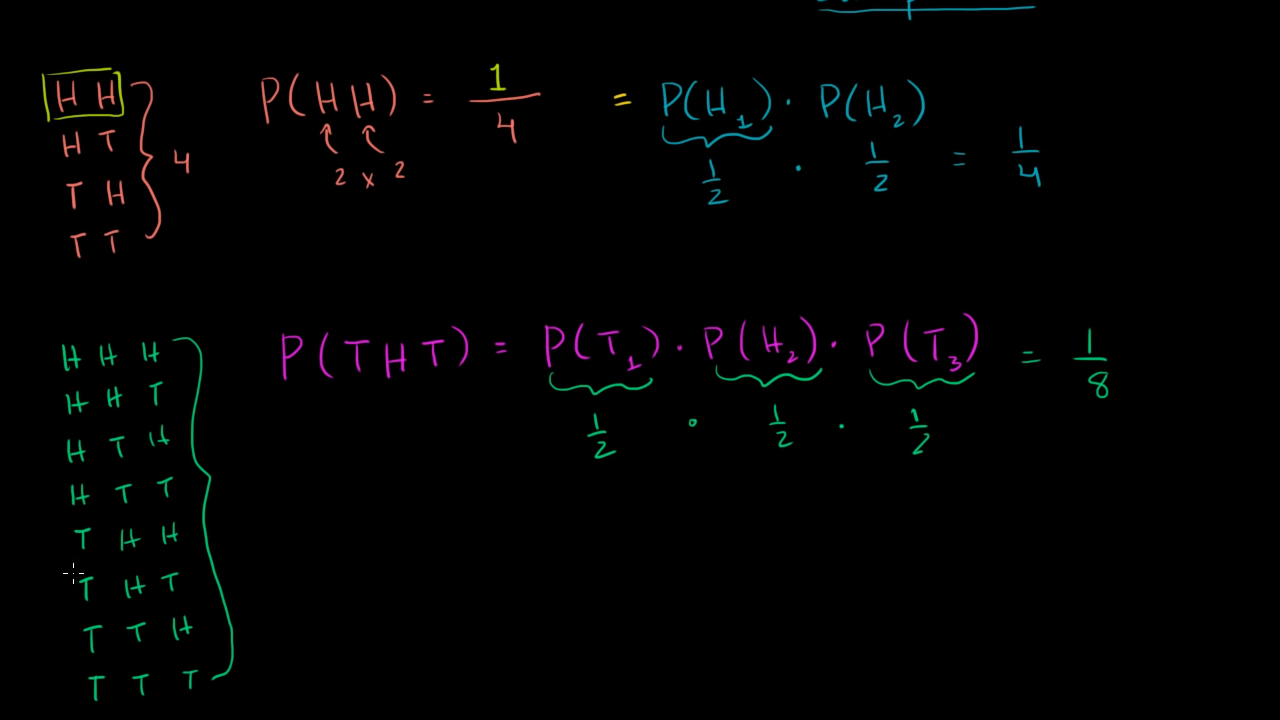 H H
H T
T H
T T
4
P(H H) = 1/4 = P(H₁) · P(H₂)
2 x 2
1/2 · 1/2 = 1/4
H H H
H H T
H T H
H T T
T H H
T H T
T T H
T T T
P(T H T) = P(T₁) · P(H₂) · P(T₃) = 1/8
1/2 · 1/2 · 1/2